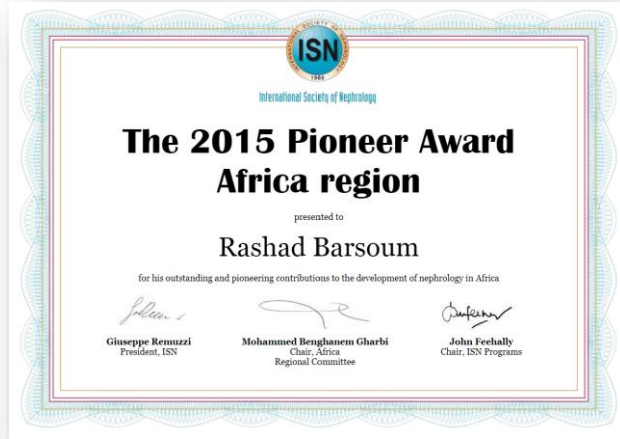 INTERNATIONAL SOCIETY OF NEPHROLOGY
ISN
1960
International Society of Nephrology
The 2015 Pioneer Award
Africa region
presented to
Rashad Barsoum
for his outstanding and pioneering contributions to the development of nephrology in Africa
Giuseppe Remuzzi
President, ISN
Mohammed Benghanem Gharbi
Chair, Africa
Regional Committee
John Feehally
Chair, ISN Programs